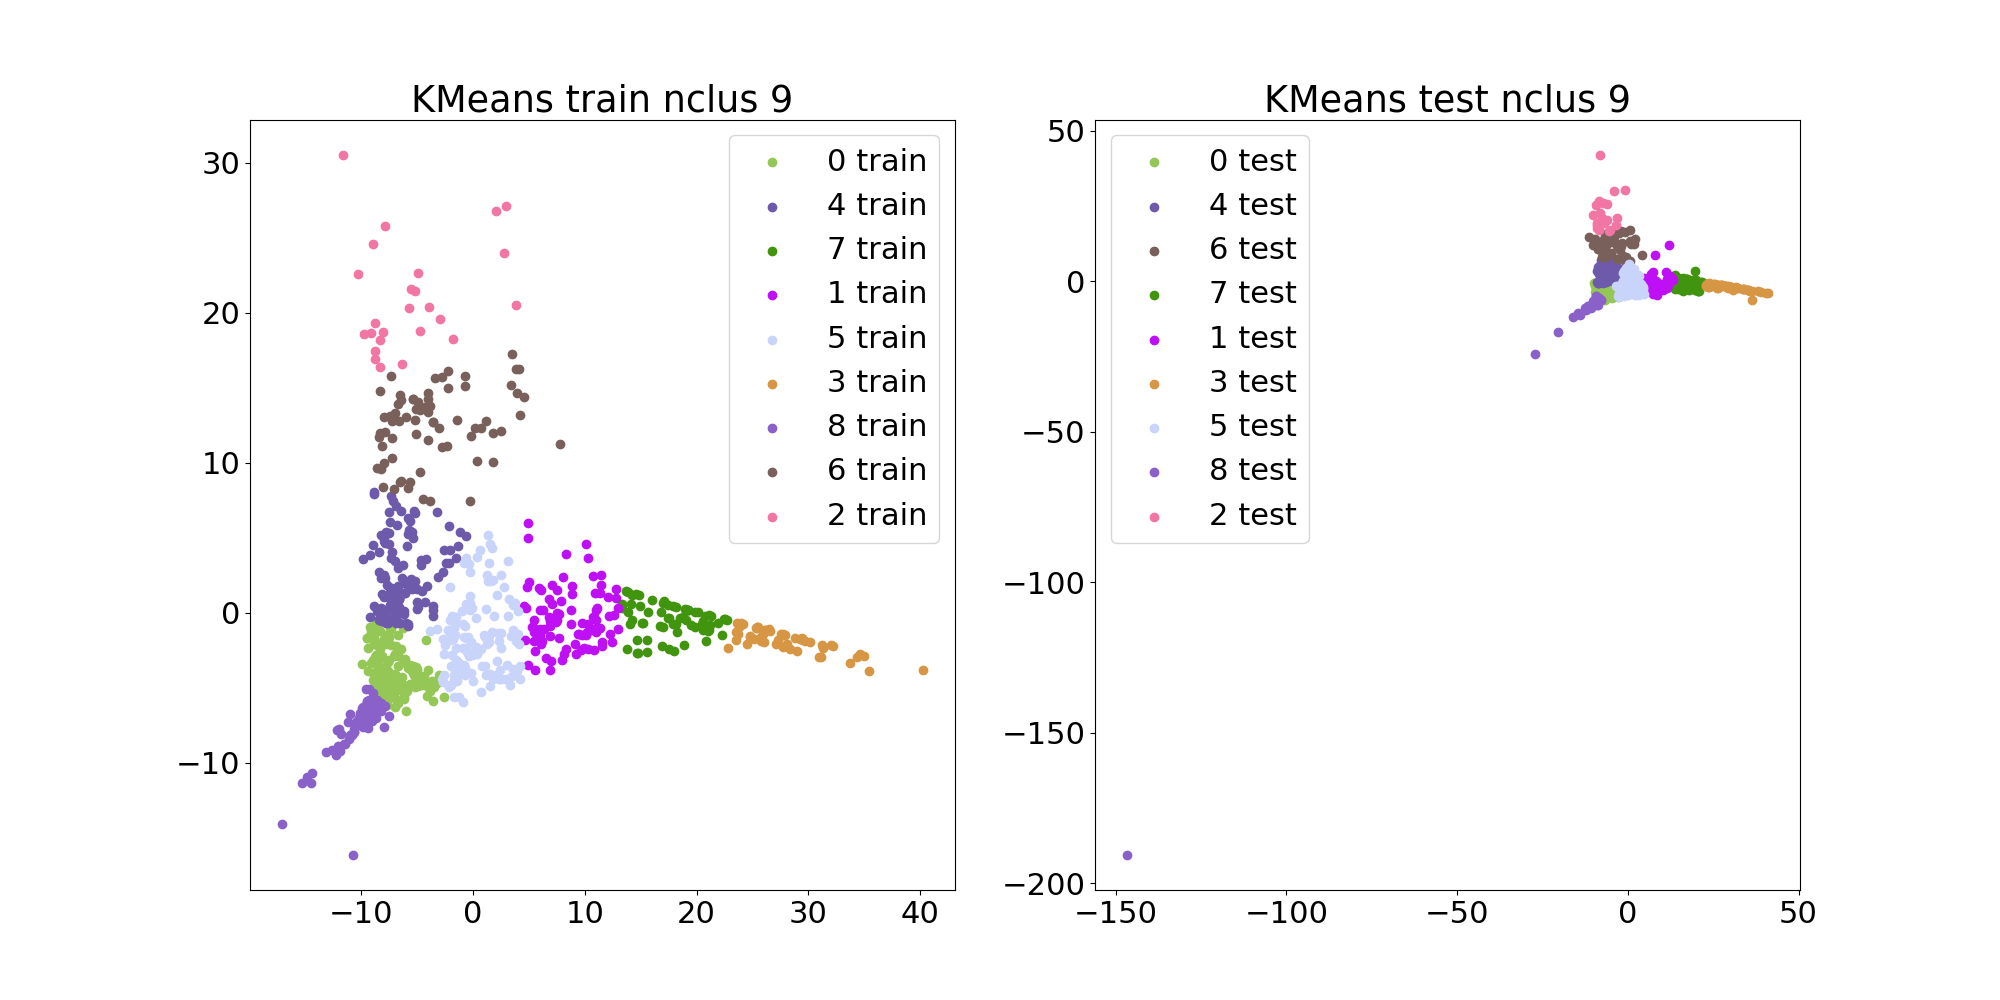 KMeans train nclus 9
30
20
10
0
−10
−10
0
10
20
30
40
0 train
4 train
7 train
1 train
5 train
3 train
8 train
6 train
2 train
KMeans test nclus 9
50
0
−50
−100
−150
−200
−150
−100
−50
0
50
0 test
4 test
6 test
7 test
1 test
3 test
5 test
8 test
2 test